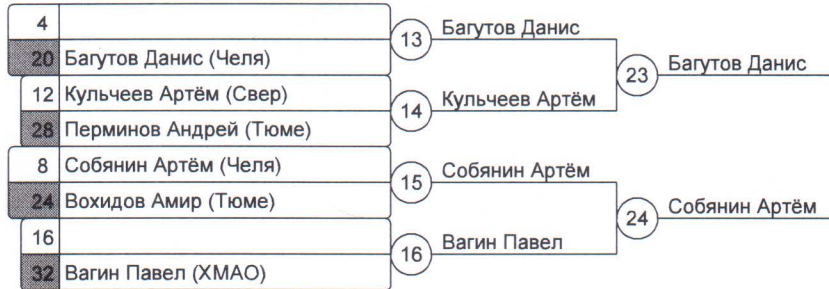 4
20 Багутов Данис (Челя)
12 Кульчеев Артём (Свер)
28 Перминов Андрей (Тюме)
8 Собянин Артём (Челя)
24 Вохидов Амир (Тюме)
16
32 Вагин Павел (ХМАО)
13 Багутов Данис
14 Кульчеев Артём
15 Собянин Артём
16 Вагин Павел
23 Багутов Данис
24 Собянин Артём